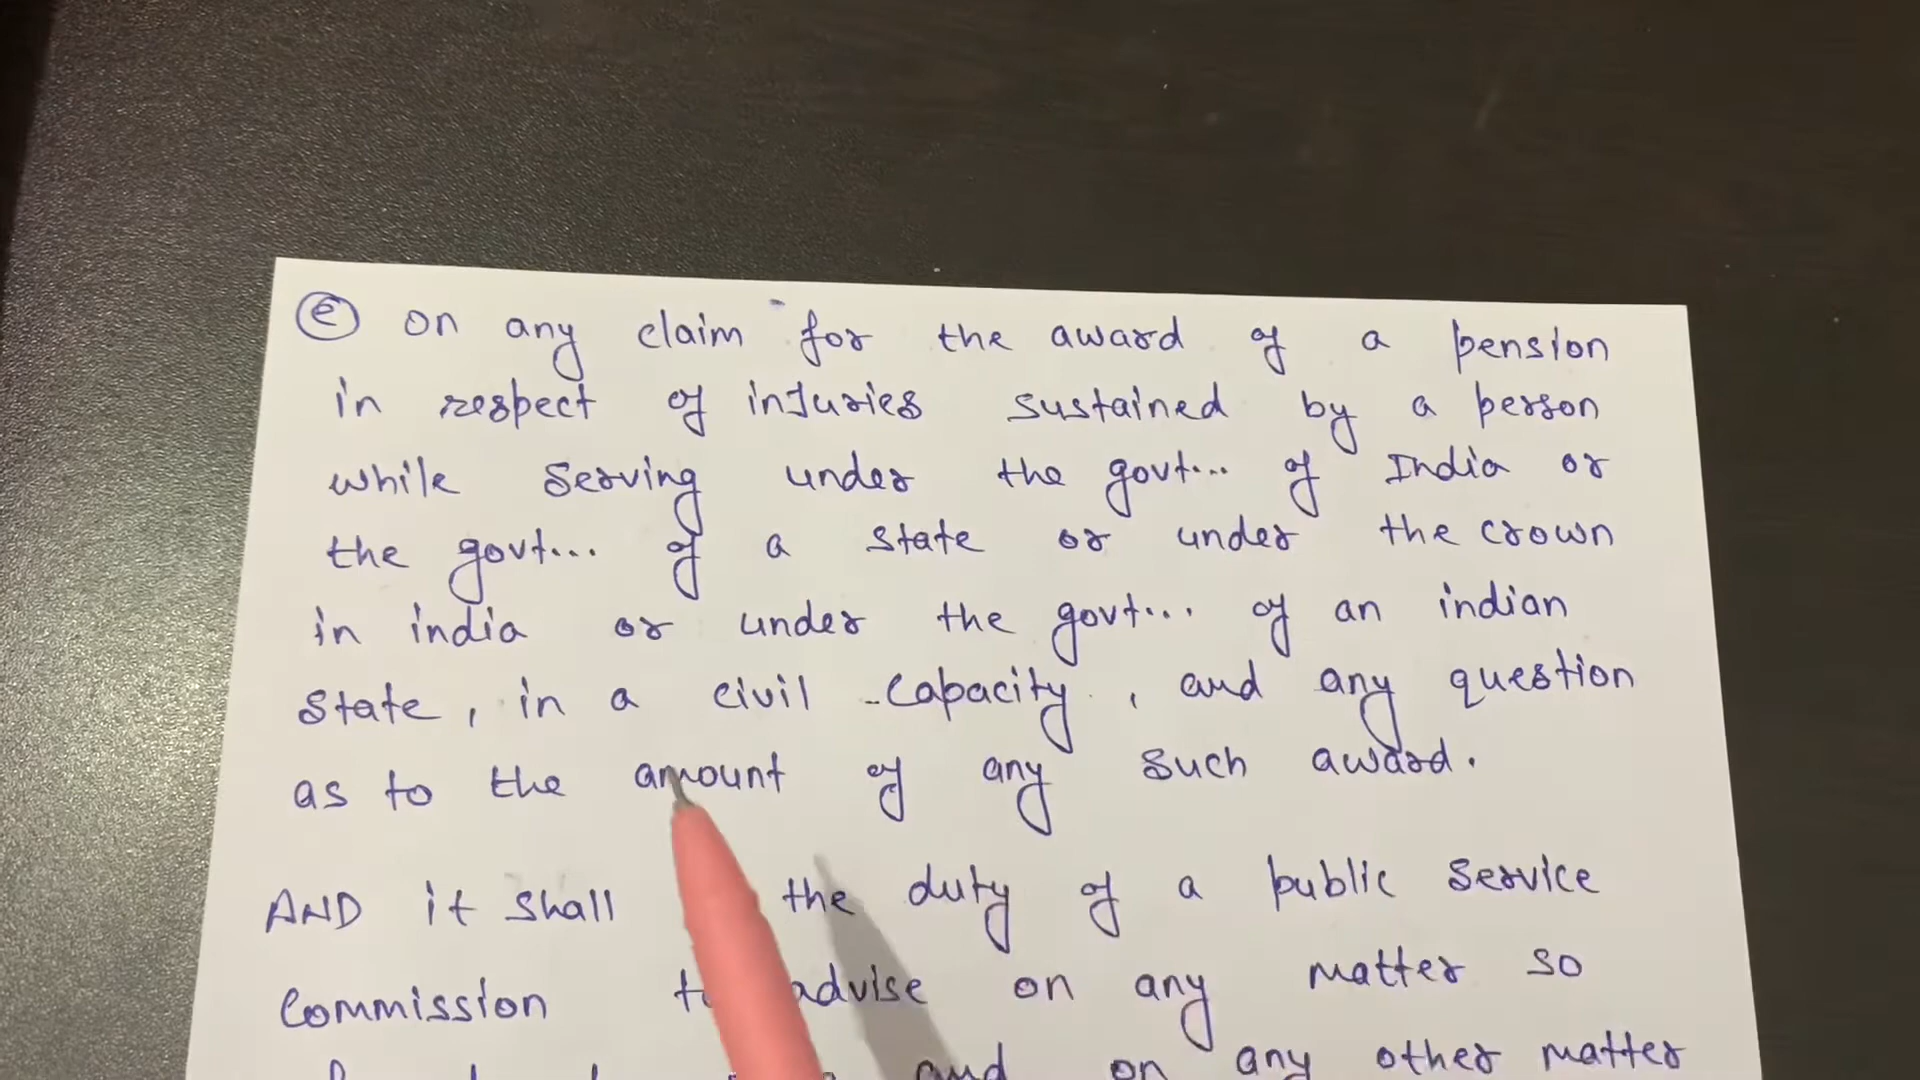 (e) on any claim for the award of a pension
in respect of injuries sustained by a person
while serving under the govt... of India or
the govt... of a state or under the crown
in india or under the govt... of an indian
state, in a civil capacity, and any question
as to the amount of any such award.
AND it shall the duty of a public service
Commission advise on any matter so
and on any other matter